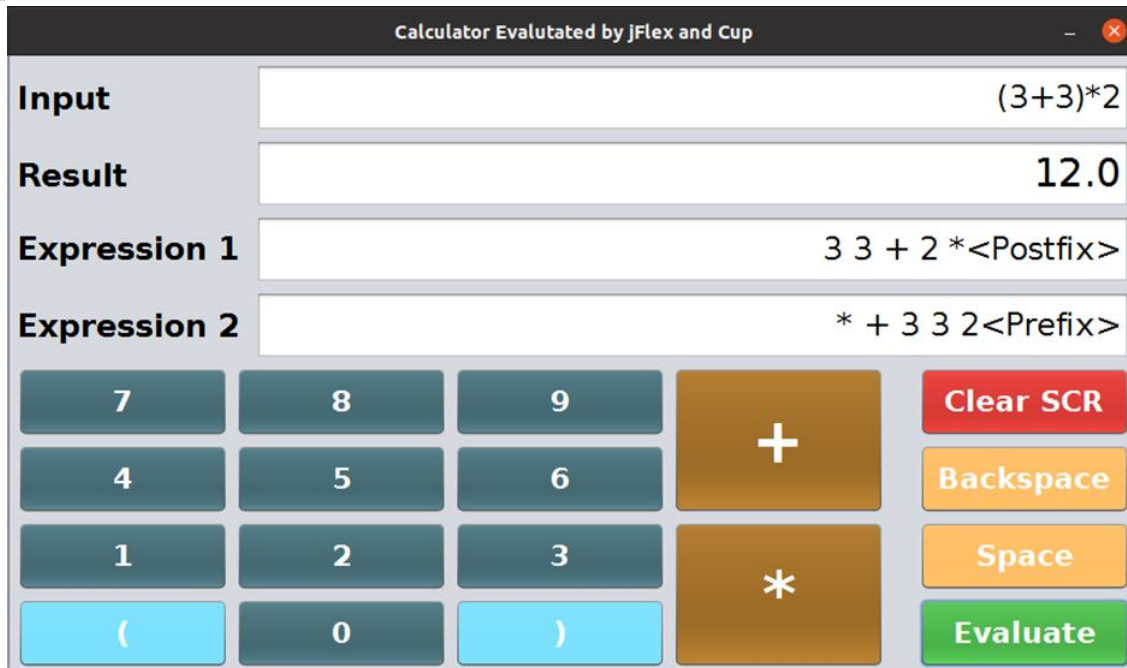 Calculator Evalutated by jFlex and Cup
Input (3+3)*2
Result 12.0
Expression 1 3 3 + 2 *<Postfix>
Expression 2 * + 3 3 2<Prefix>
7 8 9 + Clear SCR
4 5 6 Backspace
1 2 3 * Space
( 0 ) Evaluate